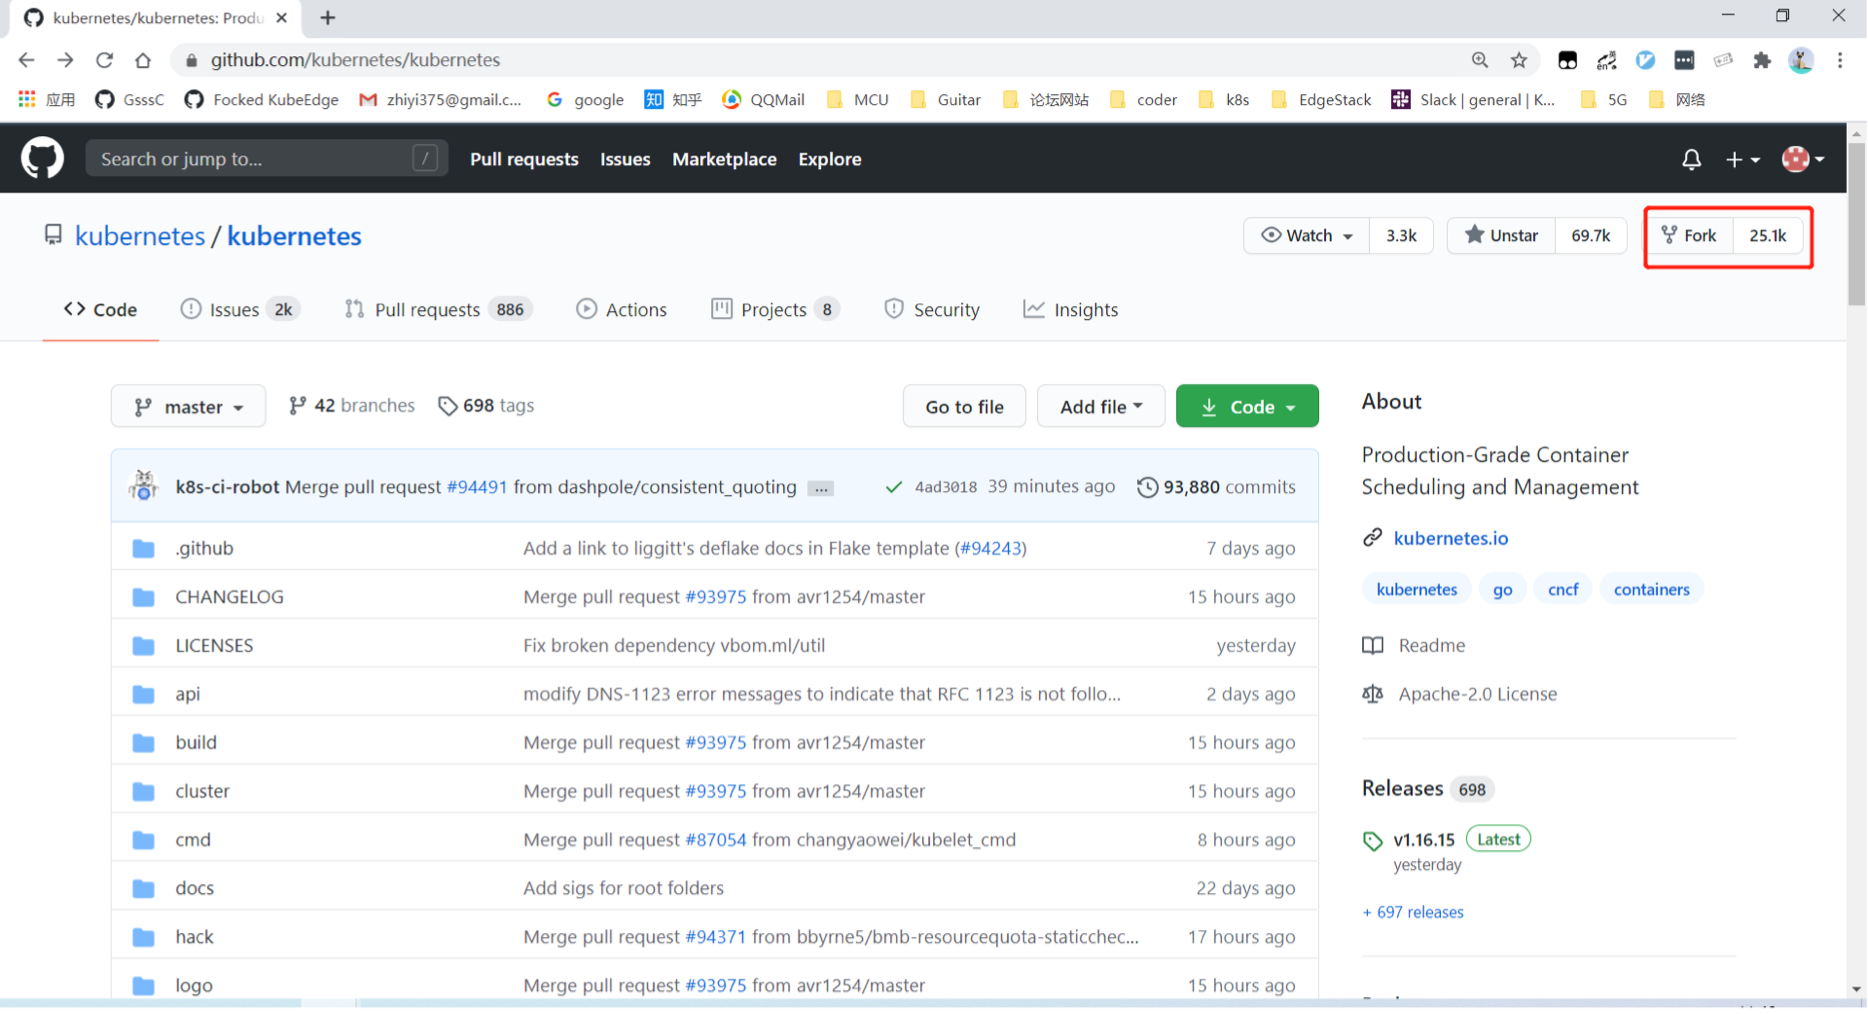 kubernetes/kubernetes: Produ
github.com/kubernetes/kubernetes
应用 GsssC Focked KubeEdge zhiyi375@gmail.c... google 知乎 QQMail MCU Guitar 论坛网站 coder k8s EdgeStack Slack | general | K... 5G 网络
Search or jump to... / Pull requests Issues Marketplace Explore
kubernetes / kubernetes Watch 3.3k Unstar 69.7k Fork 25.1k
Code Issues 2k Pull requests 886 Actions Projects 8 Security Insights
master 42 branches 698 tags Go to file Add file Code
k8s-ci-robot Merge pull request #94491 from dashpole/consistent_quoting ... 4ad3018 39 minutes ago 93,880 commits
.github Add a link to liggitt's deflake docs in Flake template (#94243) 7 days ago
CHANGELOG Merge pull request #93975 from avr1254/master 15 hours ago
LICENSES Fix broken dependency vbom.ml/util yesterday
api modify DNS-1123 error messages to indicate that RFC 1123 is not follo... 2 days ago
build Merge pull request #93975 from avr1254/master 15 hours ago
cluster Merge pull request #93975 from avr1254/master 15 hours ago
cmd Merge pull request #87054 from changyaowei/kubelet_cmd 8 hours ago
docs Add sigs for root folders 22 days ago
hack Merge pull request #94371 from bbyrne5/bmb-resourcequota-staticchec... 17 hours ago
logo Merge pull request #93975 from avr1254/master 15 hours ago
About
Production-Grade Container
Scheduling and Management
kubernetes.io
kubernetes go cncf containers
Readme
Apache-2.0 License
Releases 698
v1.16.15 Latest
yesterday
+ 697 releases